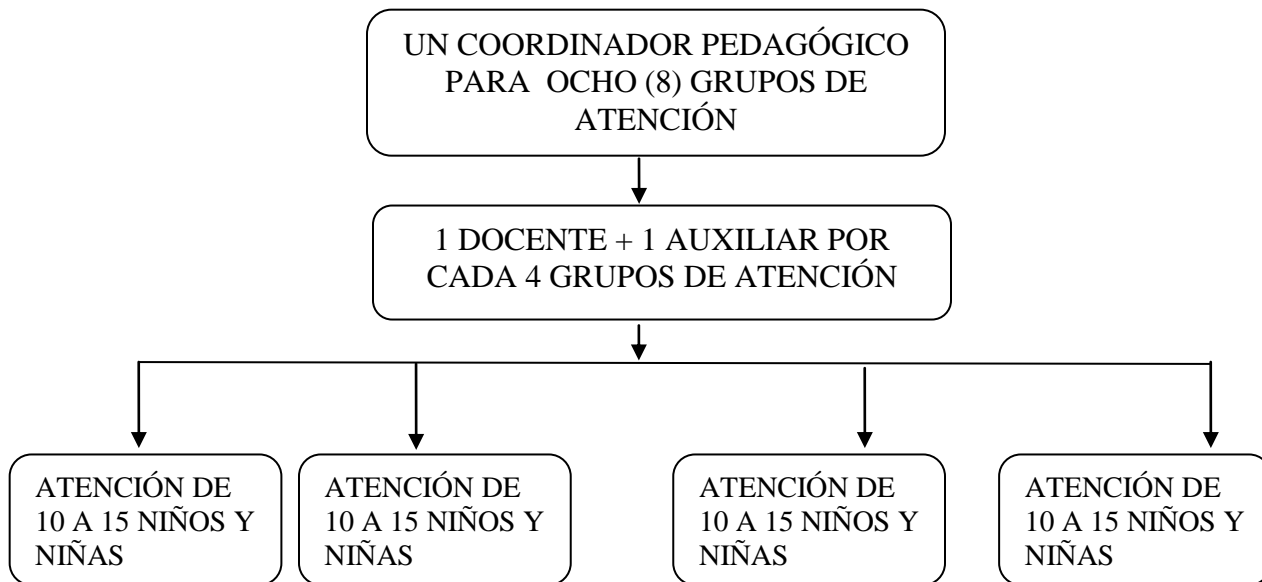 UN COORDINADOR PEDAGÓGICO
PARA OCHO (8) GRUPOS DE
ATENCIÓN
1 DOCENTE + 1 AUXILIAR POR
CADA 4 GRUPOS DE ATENCIÓN
ATENCIÓN DE
10 A 15 NIÑOS Y
NIÑAS
ATENCIÓN DE
10 A 15 NIÑOS Y
NIÑAS
ATENCIÓN DE
10 A 15 NIÑOS Y
NIÑAS
ATENCIÓN DE
10 A 15 NIÑOS Y
NIÑAS